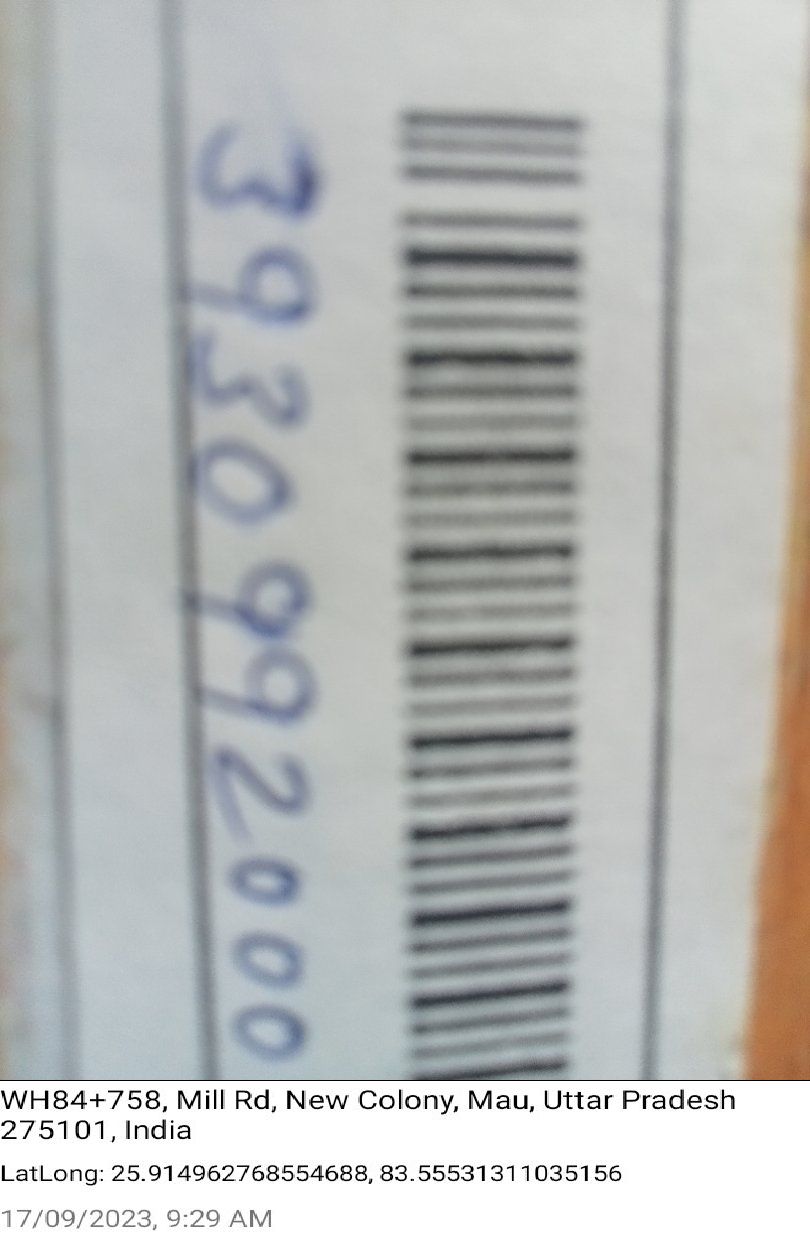 3930992000
WH84+758, Mill Rd, New Colony, Mau, Uttar Pradesh
275101, India
LatLong: 25.914962768554688, 83.55531311035156
17/09/2023, 9:29 AM